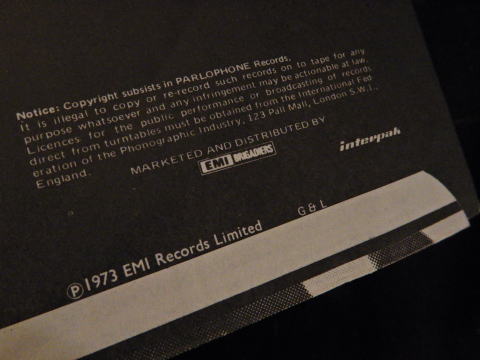 Notice: Copyright subsists in PARLOPHONE Records.
It is illegal to copy or re-record such records on to tape for any
purpose whatsoever and any infringement may be actionable at law.
Licences for the public performance or broadcasting of records
direct from turntables must be obtained from the International Fed
eration of the Phonographic Industry, 123 Pall Mall, London S.W.1,
England.
MARKETED AND DISTRIBUTED BY
EMI BRIGADIERS
interpak
G & L
℗ 1973 EMI Records Limited